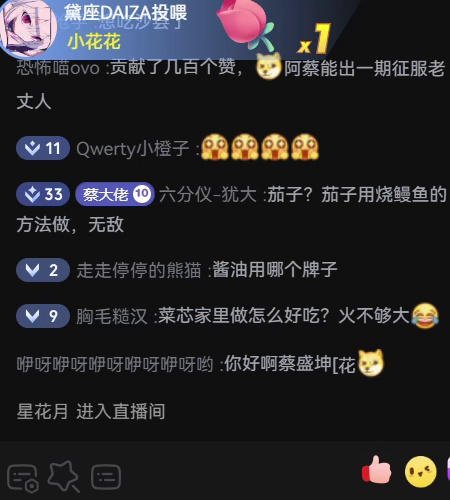 黛座DAIZA投喂
小花花
x1
恐怖喵ovo :贡献了几百个赞，阿蔡能出一期征服老
丈人
11 Qwerty小橙子 :
33 蔡大佬 10 六分仪-犹大 :茄子？茄子用烧鳗鱼的
方法做，无敌
2 走走停停的熊猫 :酱油用哪个牌子
9 胸毛糙汉 :菜芯家里做怎么好吃？火不够大
咿呀咿呀咿呀咿呀咿呀哟 :你好啊蔡盛坤[花
星花月 进入直播间